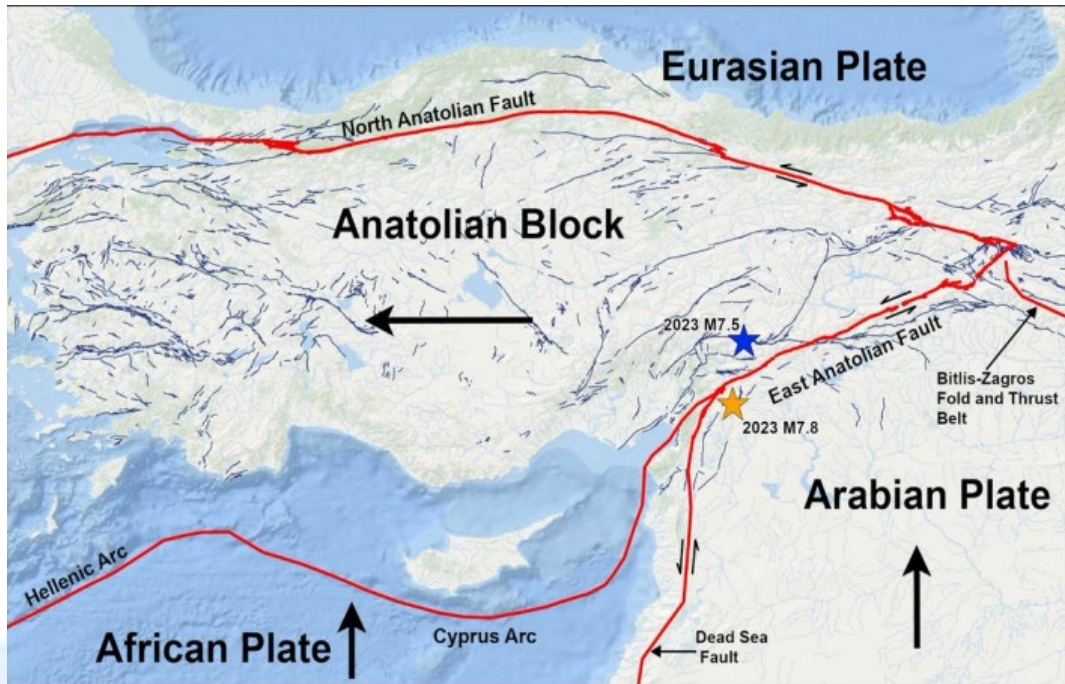 Eurasian Plate
North Anatolian Fault
Anatolian Block
2023 M7.5
East Anatolian Fault
Bitlis-Zagros
Fold and Thrust
Belt
2023 M7.8
Arabian Plate
Hellenic Arc
African Plate
Cyprus Arc
Dead Sea
Fault